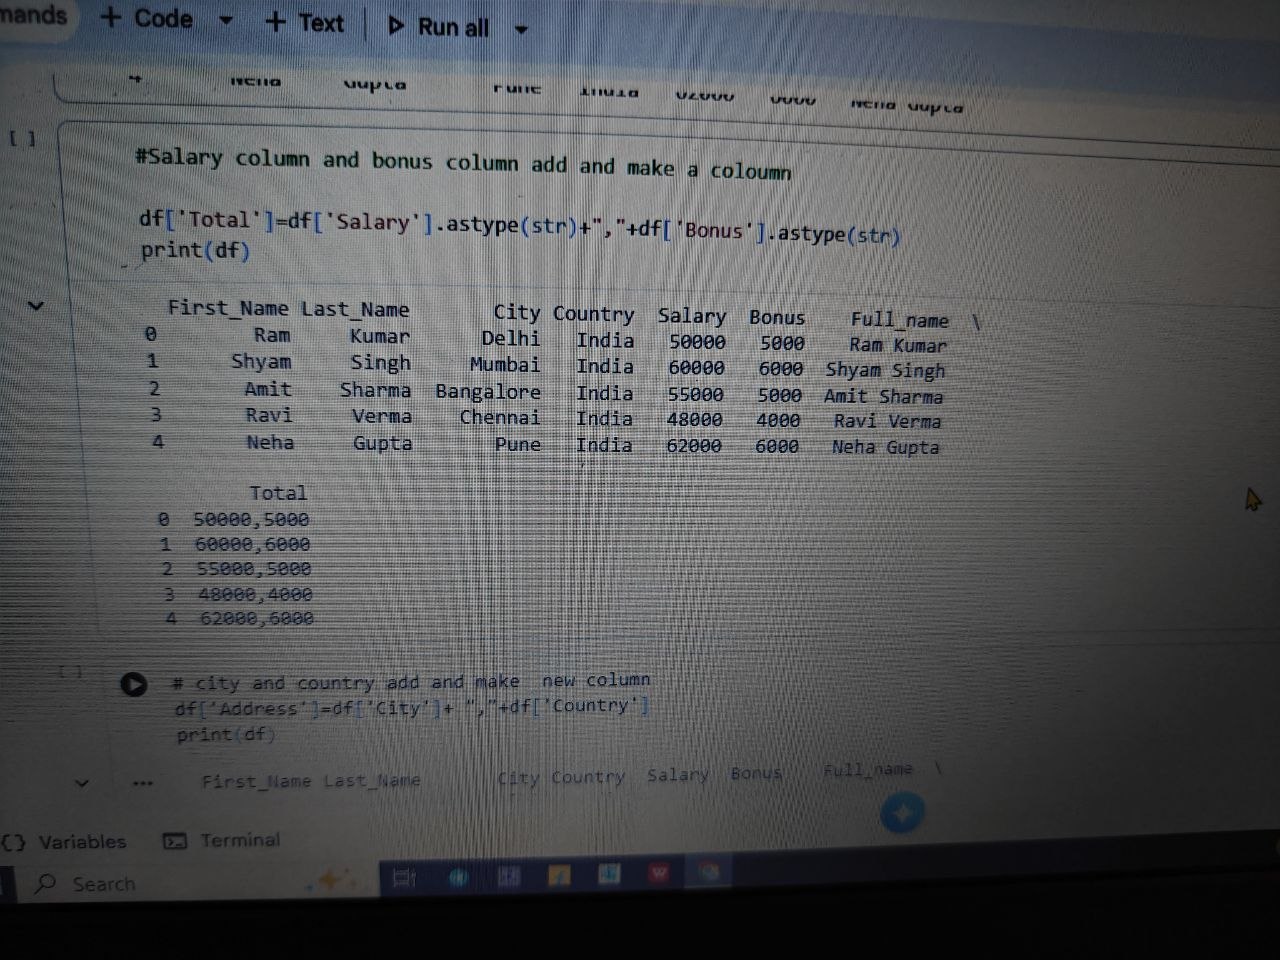 + Code + Text Run all
#Salary column and bonus column add and make a coloumn
df['Total']=df['Salary'].astype(str)+","+df['Bonus'].astype(str)
print(df)
First_Name Last_Name City Country Salary Bonus Full_name \
0 Ram Kumar Delhi India 50000 5000 Ram Kumar
1 Shyam Singh Mumbai India 60000 6000 Shyam Singh
2 Amit Sharma Bangalore India 55000 5000 Amit Sharma
3 Ravi Verma Chennai India 48000 4000 Ravi Verma
4 Neha Gupta Pune India 62000 6000 Neha Gupta
Total
0 50000,5000
1 60000,6000
2 55000,5000
3 48000,4000
4 62000,6000
# city and country add and make new column
df['Address']=df['City']+ ","+df['Country']
print(df)
First_Name Last_Name City Country Salary Bonus Full_name \
{} Variables Terminal
Search